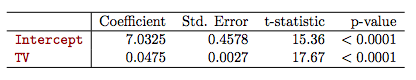 Coefficient Std. Error t-statistic p-value
Intercept 7.0325 0.4578 15.36 < 0.0001
TV 0.0475 0.0027 17.67 < 0.0001